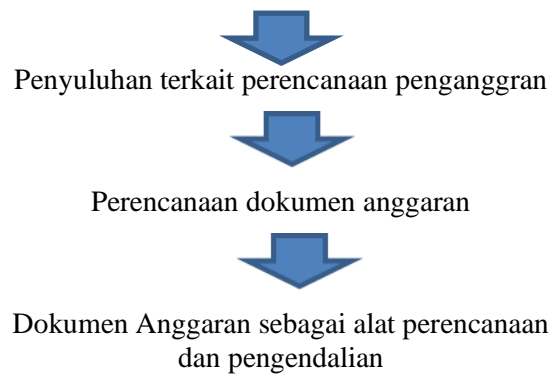 Penyuluhan terkait perencanaan penganggran
Perencanaan dokumen anggaran
Dokumen Anggaran sebagai alat perencanaan
dan pengendalian